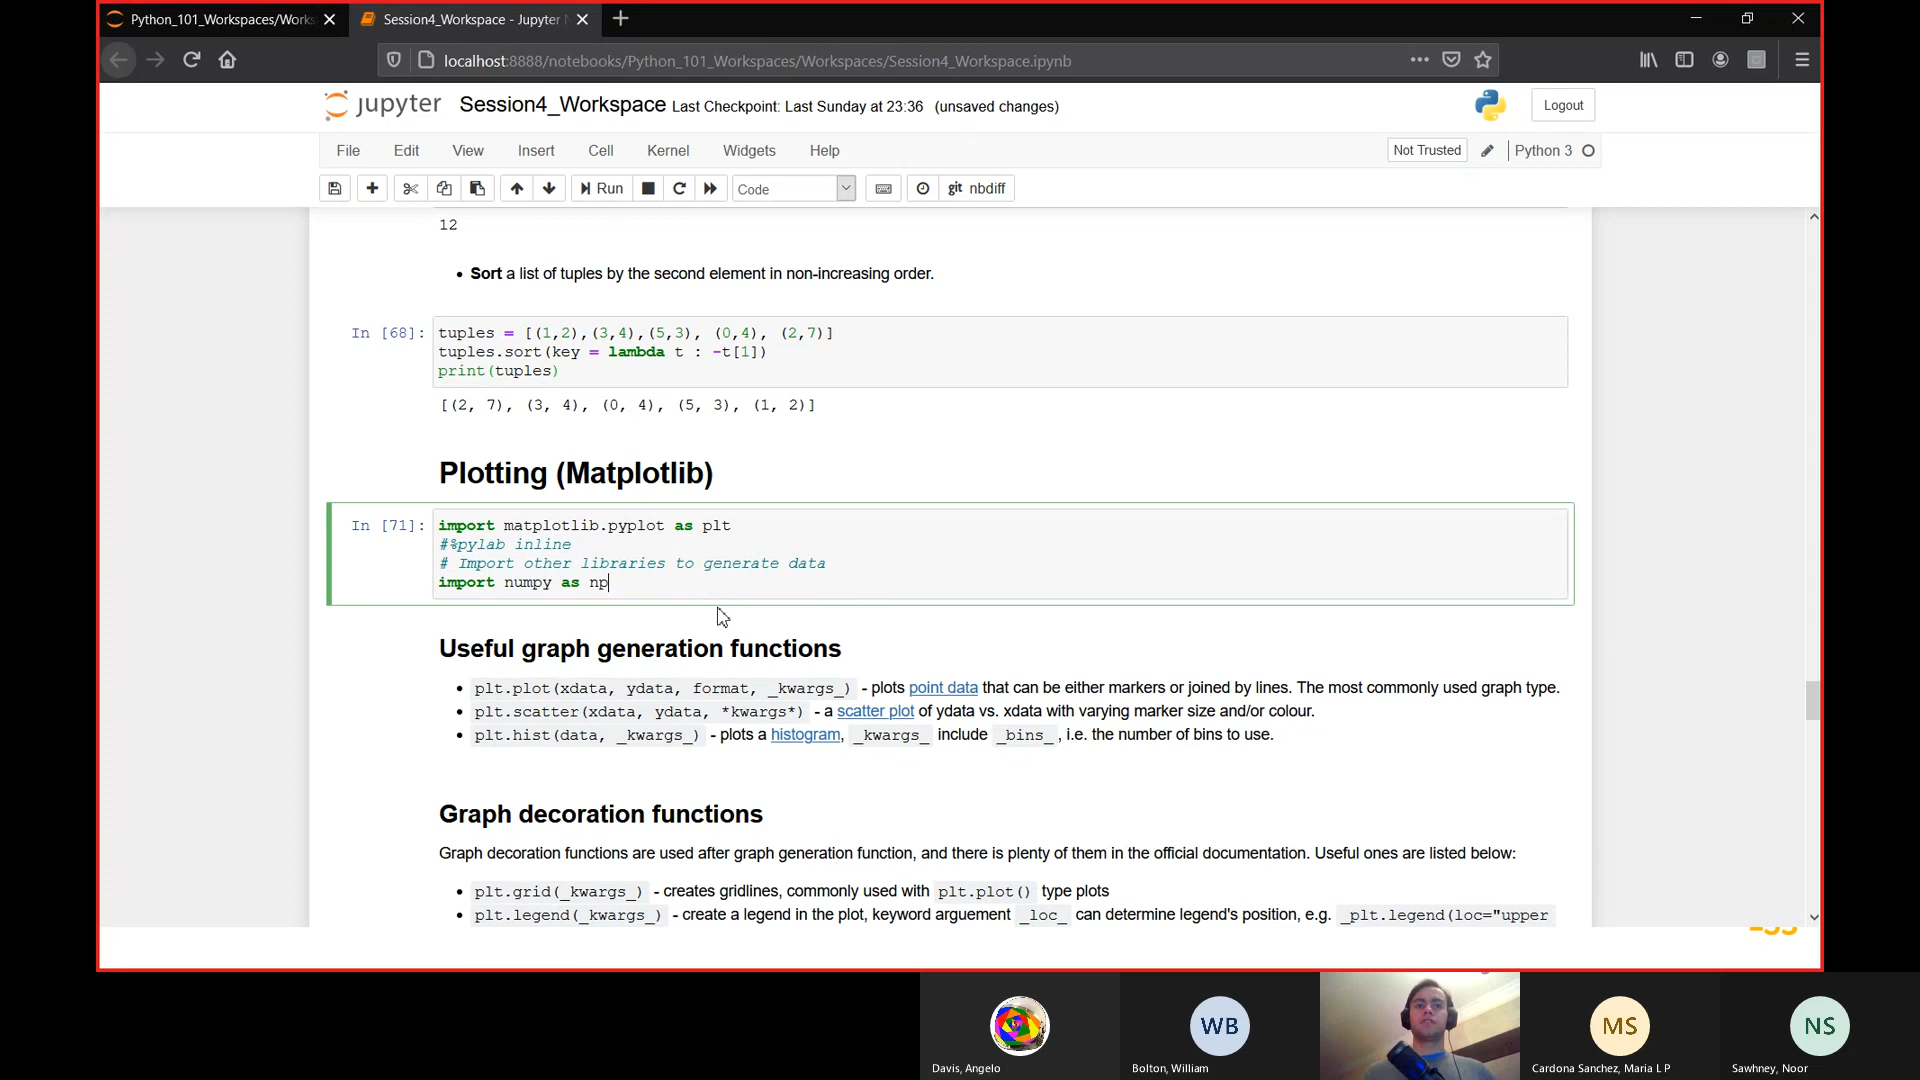 Python_101_Workspaces/Works
Session4_Workspace - Jupyter N
localhost:8888/notebooks/Python_101_Workspaces/Workspaces/Session4_Workspace.ipynb
jupyter Session4_Workspace Last Checkpoint: Last Sunday at 23:36 (unsaved changes)
Logout
File Edit View Insert Cell Kernel Widgets Help
Not Trusted
Python 3
Run
Code
git nbdiff
12
• Sort a list of tuples by the second element in non-increasing order.
In [68]: tuples = [(1,2),(3,4),(5,3), (0,4), (2,7)]
tuples.sort(key = lambda t : -t[1])
print(tuples)
[(2, 7), (3, 4), (0, 4), (5, 3), (1, 2)]
Plotting (Matplotlib)
In [71]: import matplotlib.pyplot as plt
#%pylab inline
# Import other libraries to generate data
import numpy as np
Useful graph generation functions
• plt.plot(xdata, ydata, format, _kwargs_) - plots point data that can be either markers or joined by lines. The most commonly used graph type.
• plt.scatter(xdata, ydata, *kwargs*) - a scatter plot of ydata vs. xdata with varying marker size and/or colour.
• plt.hist(data, _kwargs_) - plots a histogram, _kwargs_ include _bins_, i.e. the number of bins to use.
Graph decoration functions
Graph decoration functions are used after graph generation function, and there is plenty of them in the official documentation. Useful ones are listed below:
• plt.grid(_kwargs_) - creates gridlines, commonly used with plt.plot() type plots
• plt.legend(_kwargs_) - create a legend in the plot, keyword arguement _loc_ can determine legend's position, e.g. _plt.legend(loc="upper
WB
MS
NS
Davis, Angelo
Bolton, William
Cardona Sanchez, Maria L P
Sawhney, Noor